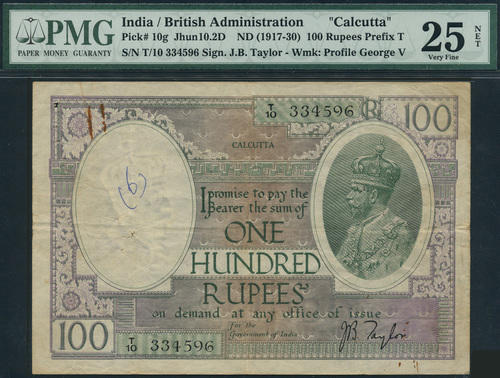 PMG
PAPER MONEY GUARANTY
India / British Administration "Calcutta"
Pick# 10g Jhun10.2D ND (1917-30) 100 Rupees Prefix T
S/N T/10 334596 Sign. J.B. Taylor - Wmk: Profile George V
25 NET
Very Fine
T/10 334596 R 100
CALCUTTA
(6)
I promise to pay the
Bearer the sum of
ONE
HUNDRED
RUPEES
on demand at any office of issue
For the
Government of India
100 T/10 334596
J.B. Taylor